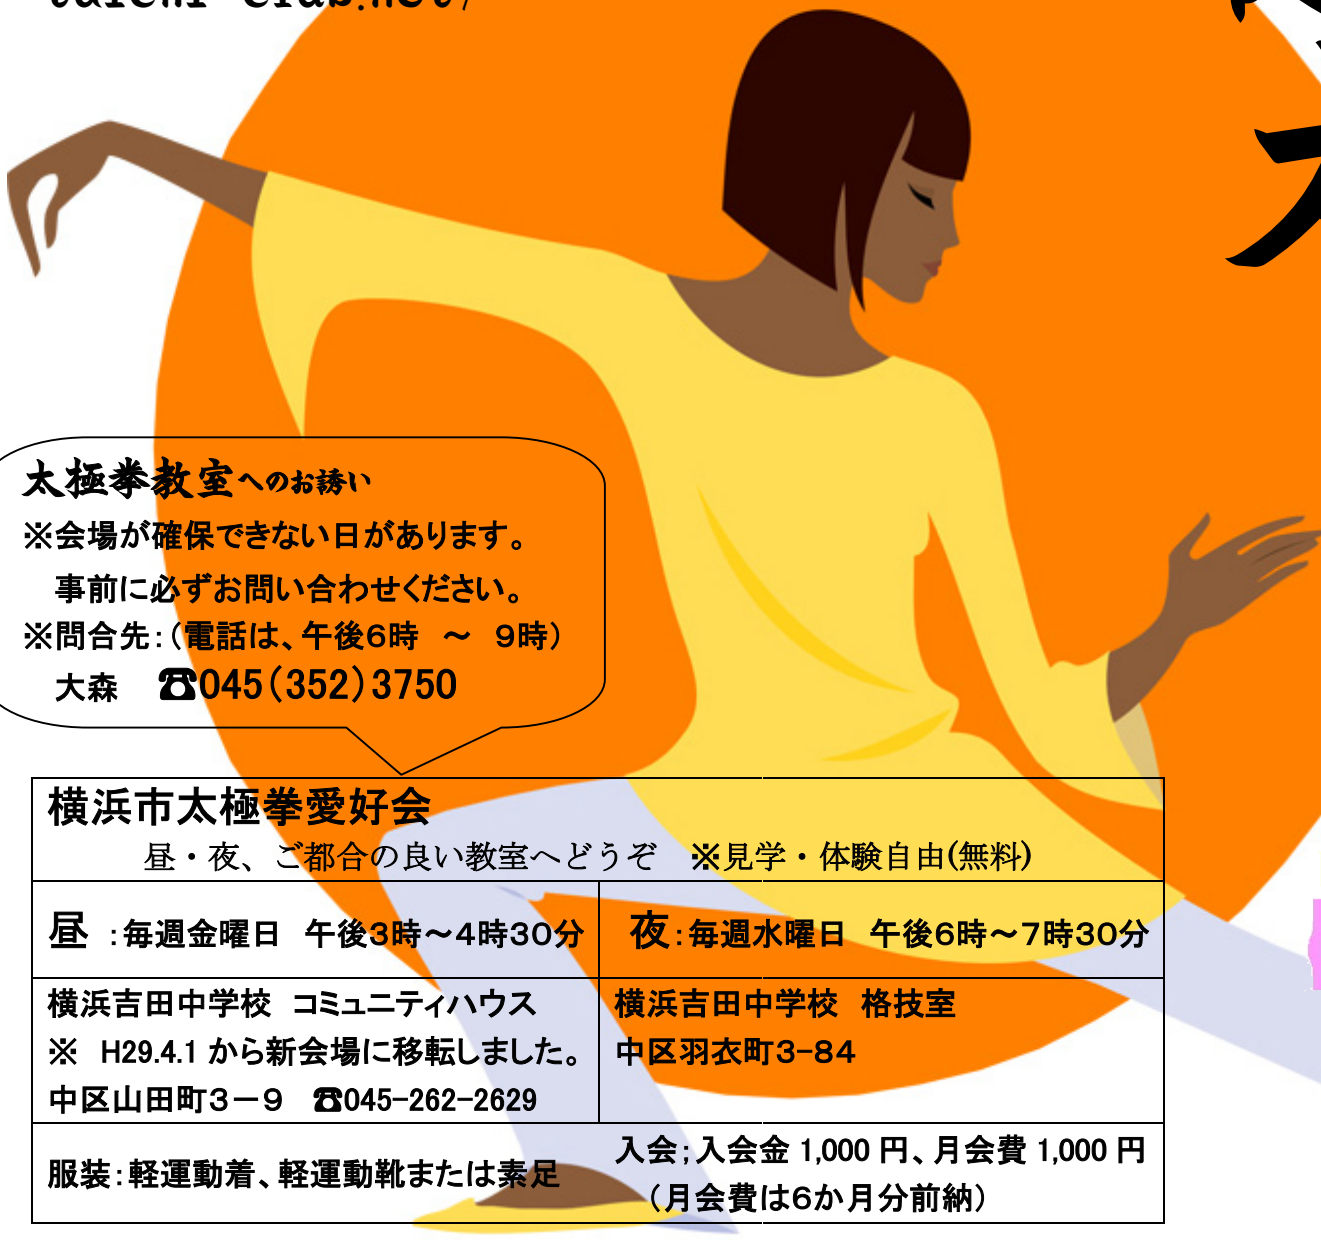 太極拳教室へのお誘い
※会場が確保できない日があります。
事前に必ずお問い合わせください。
※問合先：（電話は、午後６時　～　９時）
大森　☎045（352）3750
横浜市太極拳愛好会
昼・夜、ご都合の良い教室へどうぞ　※見学・体験自由(無料)
昼：毎週金曜日　午後３時～４時３０分
夜：毎週水曜日　午後６時～７時３０分
横浜吉田中学校　コミュニティハウス
※　H29.4.1 から新会場に移転しました。
中区山田町３－９　☎045-262-2629
横浜吉田中学校　格技室
中区羽衣町３-８４
服装：軽運動着、軽運動靴または素足
入会；入会金 1,000 円、月会費 1,000 円
（月会費は６か月分前納）